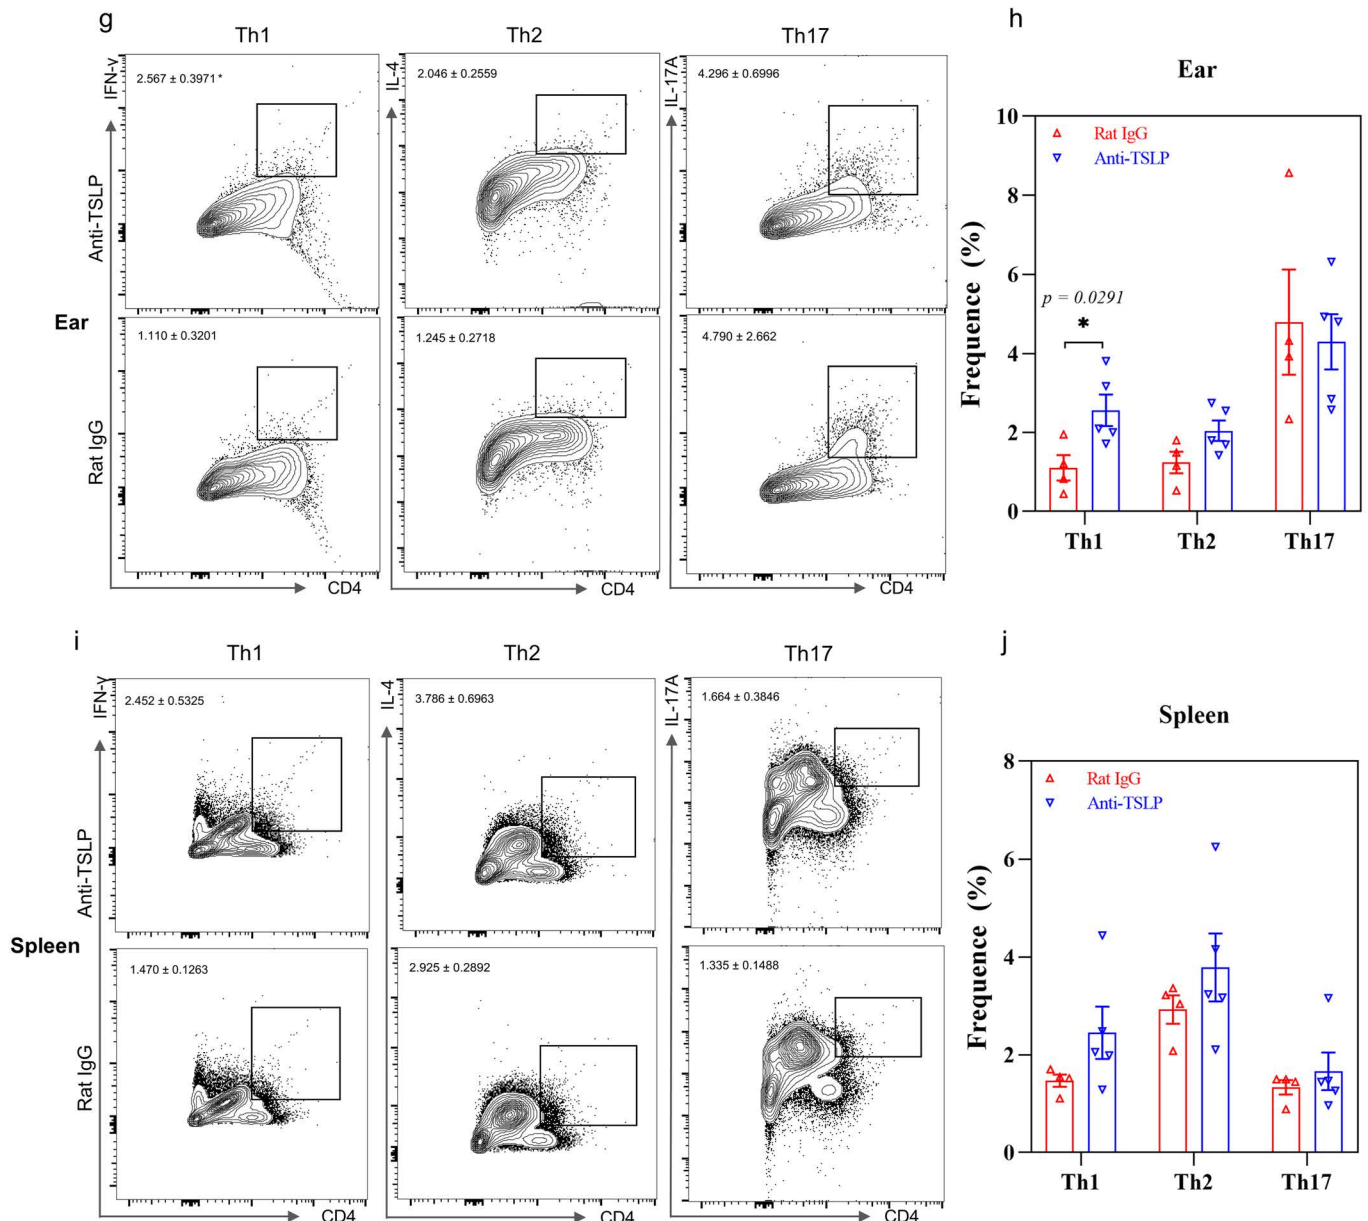 g
Th1
Th2
Th17
IFN-γ
2.567 ± 0.3971 *
IL-4
2.046 ± 0.2559
IL-17A
4.296 ± 0.6996
Anti-TSLP
Ear
1.110 ± 0.3201
1.245 ± 0.2718
4.790 ± 2.662
Rat IgG
CD4
CD4
CD4
h
Ear
10
8
6
4
2
0
Frequence (%)
Rat IgG
Anti-TSLP
p = 0.0291
*
Th1
Th2
Th17
i
Th1
Th2
Th17
IFN-γ
2.452 ± 0.5325
IL-4
3.786 ± 0.6963
IL-17A
1.664 ± 0.3846
Anti-TSLP
Spleen
1.470 ± 0.1263
2.925 ± 0.2892
1.335 ± 0.1488
Rat IgG
CD4
CD4
CD4
j
Spleen
8
6
4
2
0
Frequence (%)
Rat IgG
Anti-TSLP
Th1
Th2
Th17